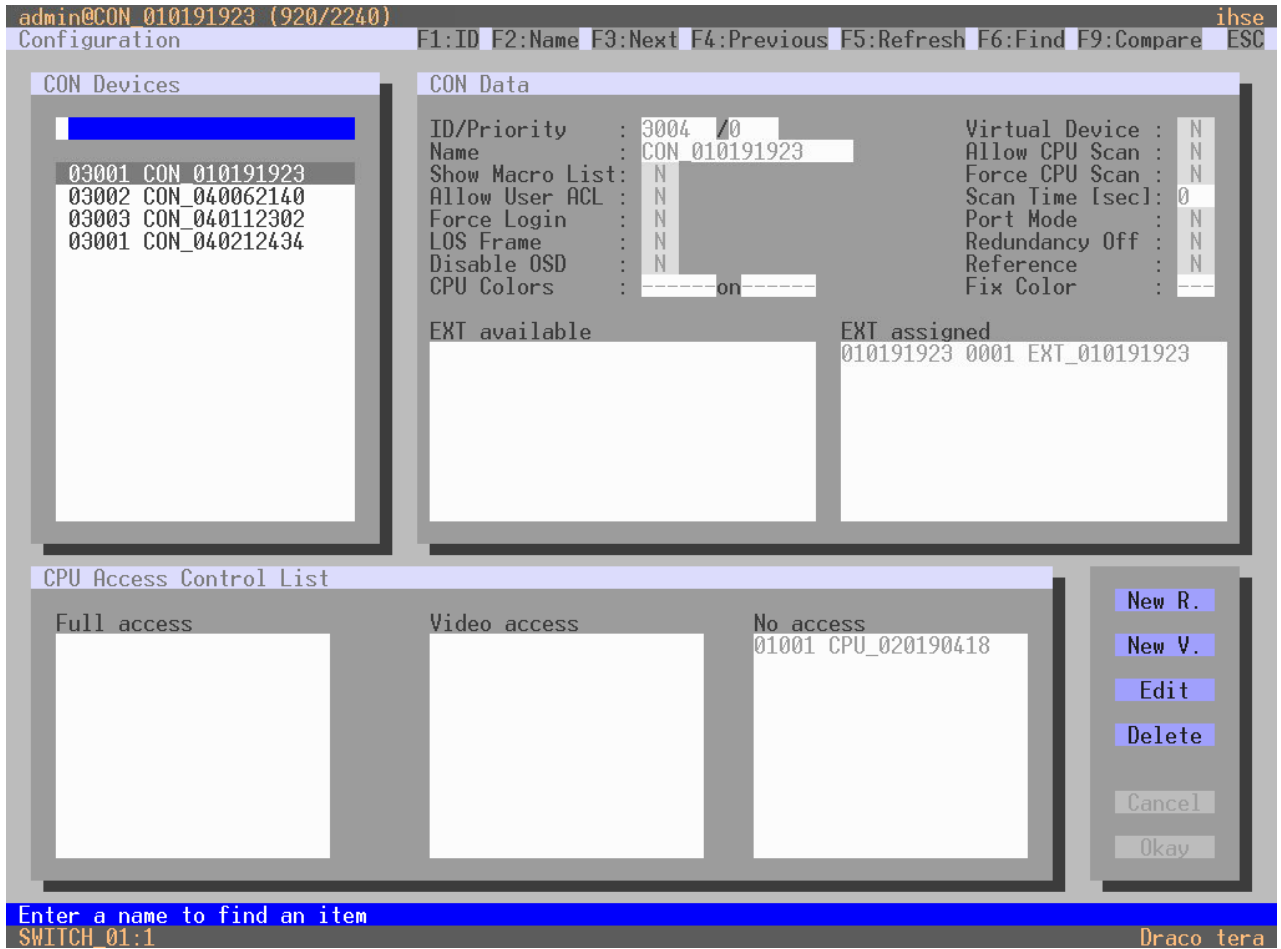 admin@CON_010191923 (920/2240) ihse
Configuration F1:ID F2:Name F3:Next F4:Previous F5:Refresh F6:Find F9:Compare ESC
CON Devices
03001 CON_010191923
03002 CON_040062140
03003 CON_040112302
03001 CON_040212434
CON Data
ID/Priority : 3004 /0
Name : CON_010191923
Show Macro List: N
Allow User ACL : N
Force Login : N
LOS Frame : N
Disable OSD : N
CPU Colors : ------on------
Virtual Device : N
Allow CPU Scan : N
Force CPU Scan : N
Scan Time [sec]: 0
Port Mode : N
Redundancy Off : N
Reference : N
Fix Color : ---
EXT available
EXT assigned
010191923 0001 EXT_010191923
CPU Access Control List
Full access
Video access
No access
01001 CPU_020190418
New R.
New V.
Edit
Delete
Cancel
Okay
Enter a name to find an item
SWITCH_01:1 Draco tera